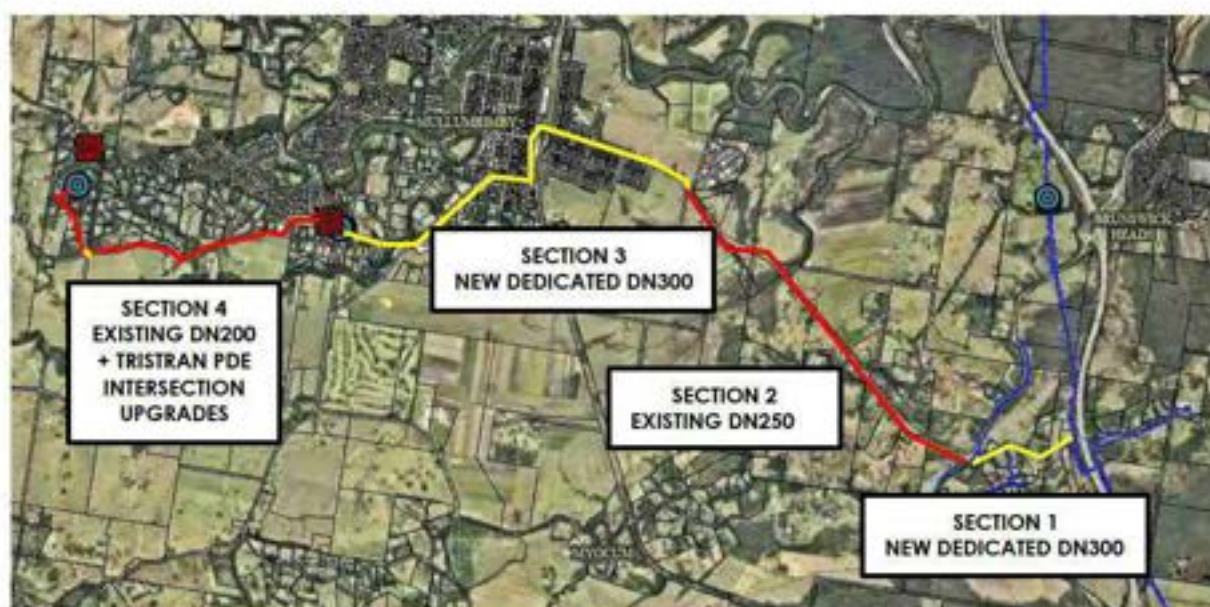 MULLUMBIMBY
BRUNSWICK
HEADS
SECTION 3
NEW DEDICATED DN300
SECTION 4
EXISTING DN200
+ TRISTRAN PDE
INTERSECTION
UPGRADES
SECTION 2
EXISTING DN250
SECTION 1
NEW DEDICATED DN300
MYOCUM